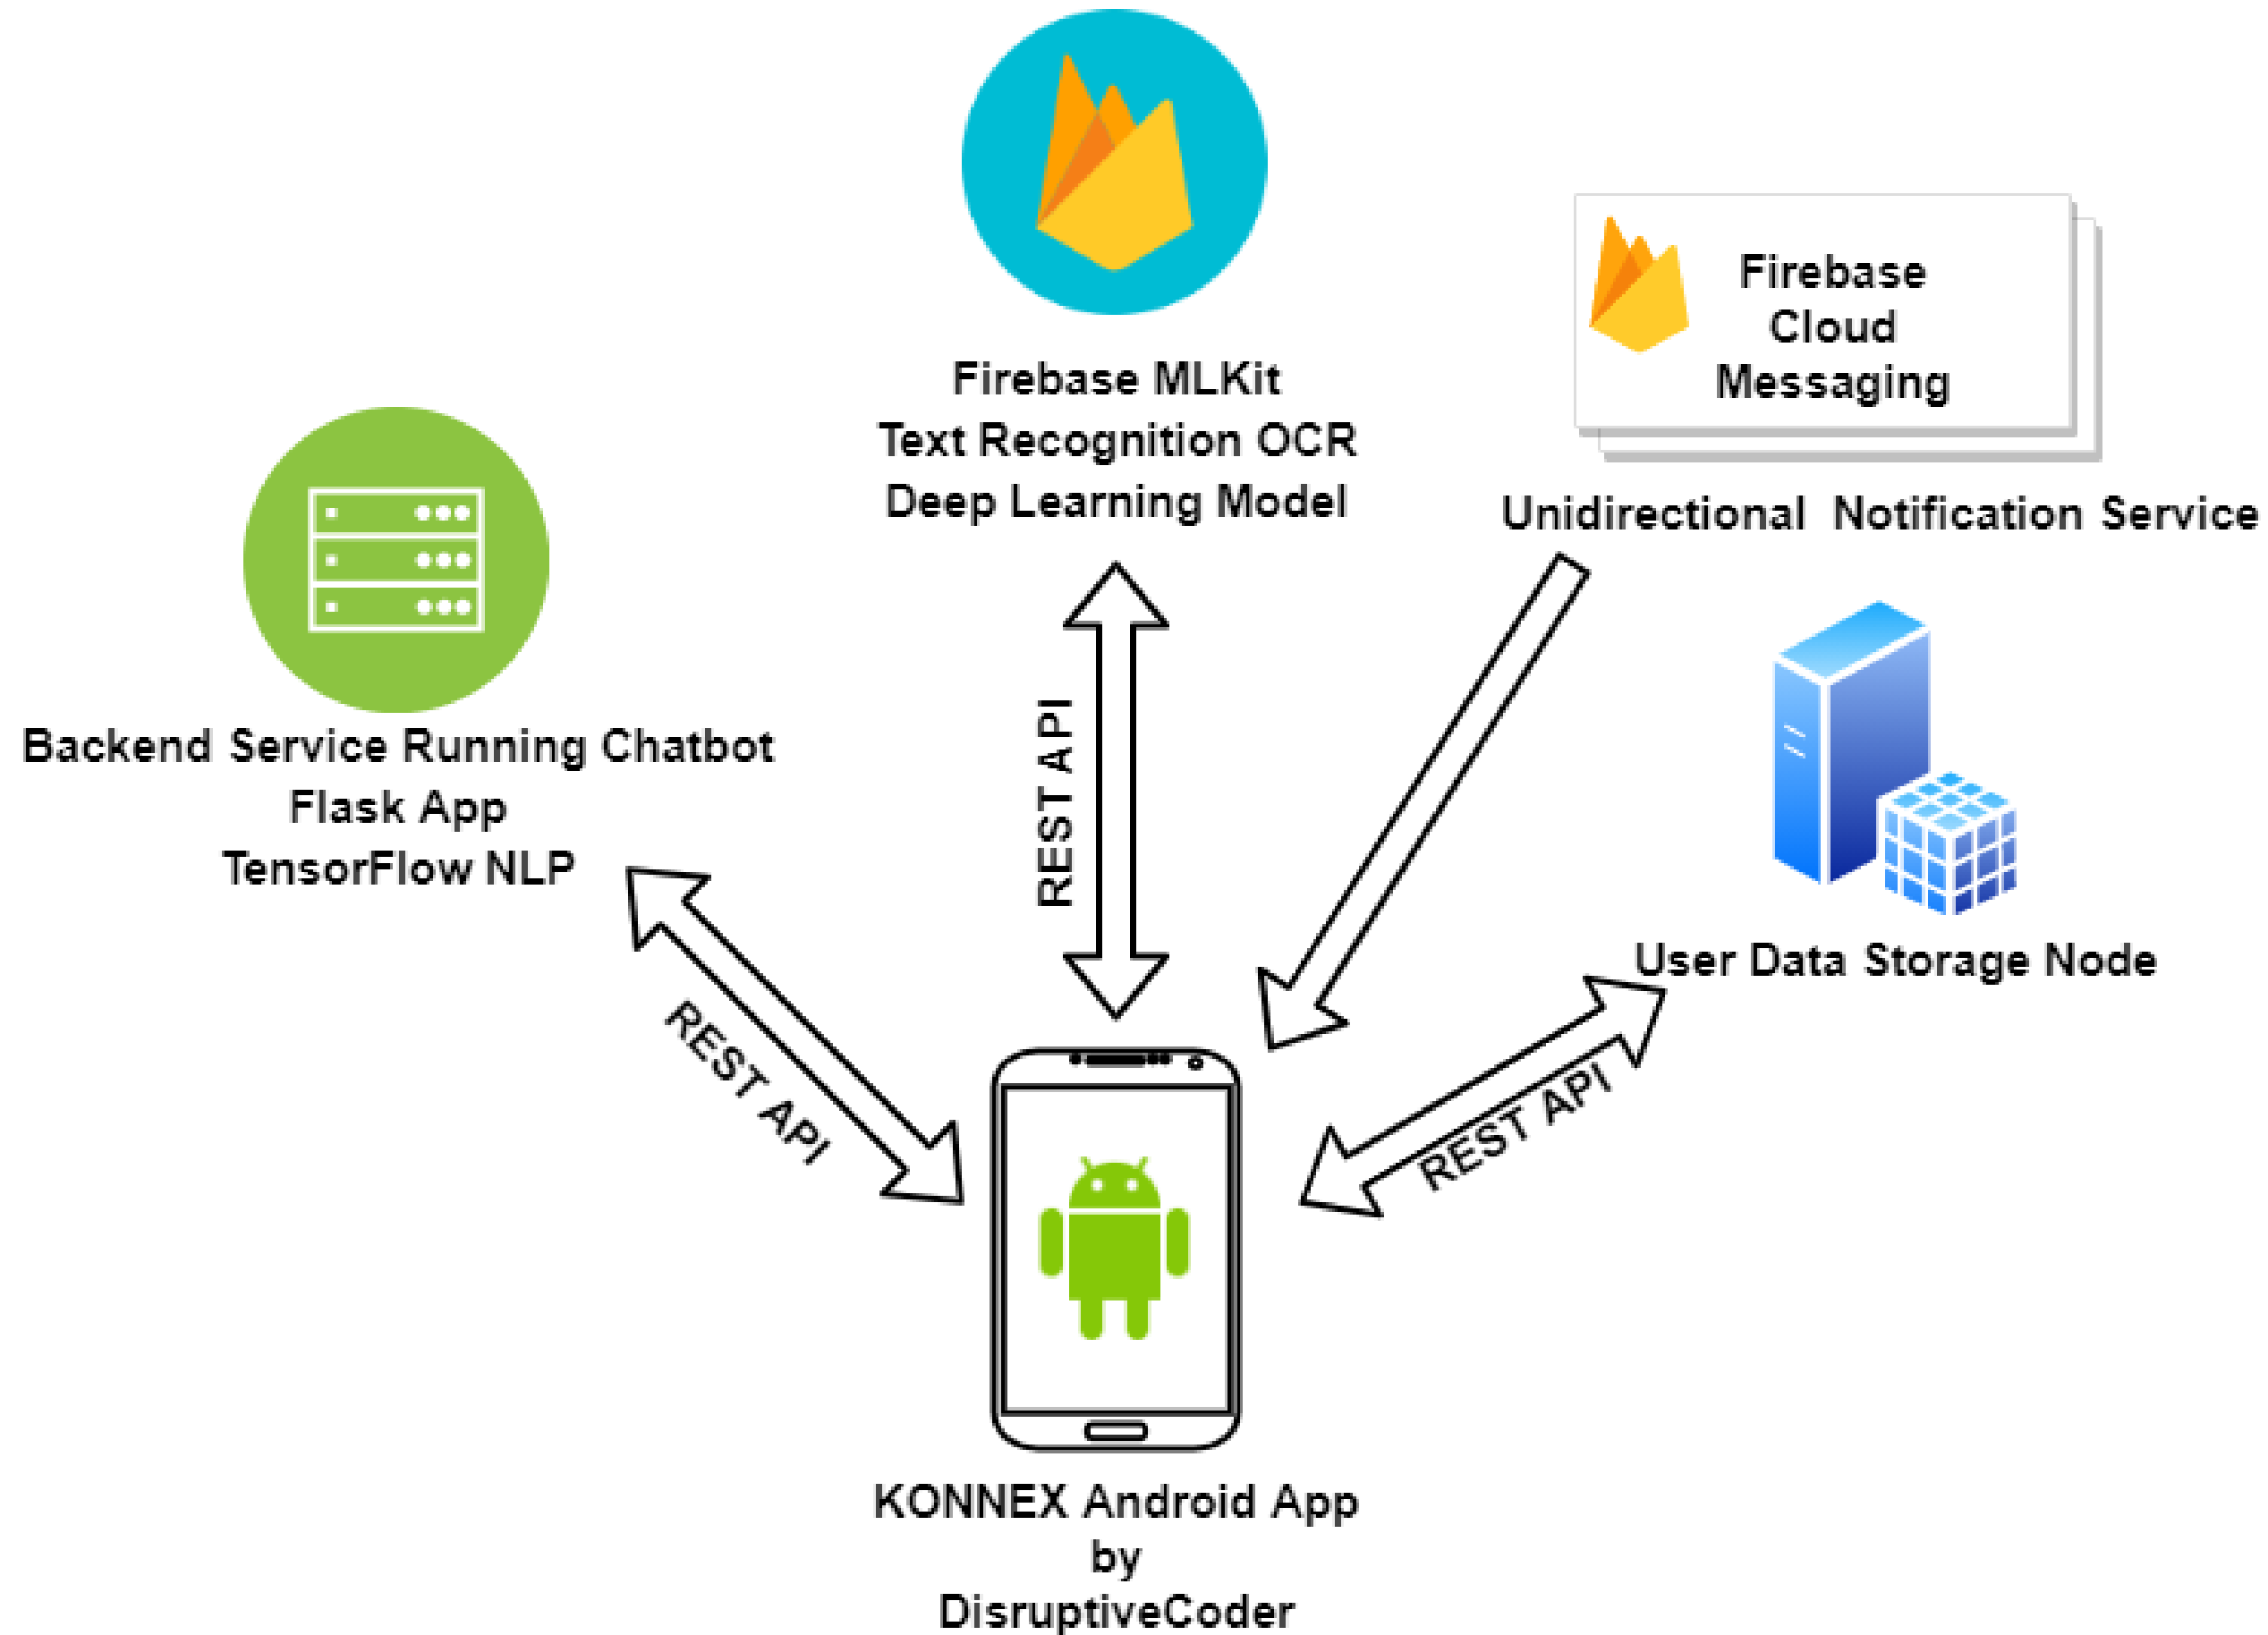 Firebase
Cloud
Messaging
Unidirectional  Notification Service
Firebase MLKit
Text Recognition OCR
Deep Learning Model
Backend Service Running Chatbot
Flask App
TensorFlow NLP
User Data Storage Node
REST API
REST API
REST API
KONNEX Android App
by
DisruptiveCoder